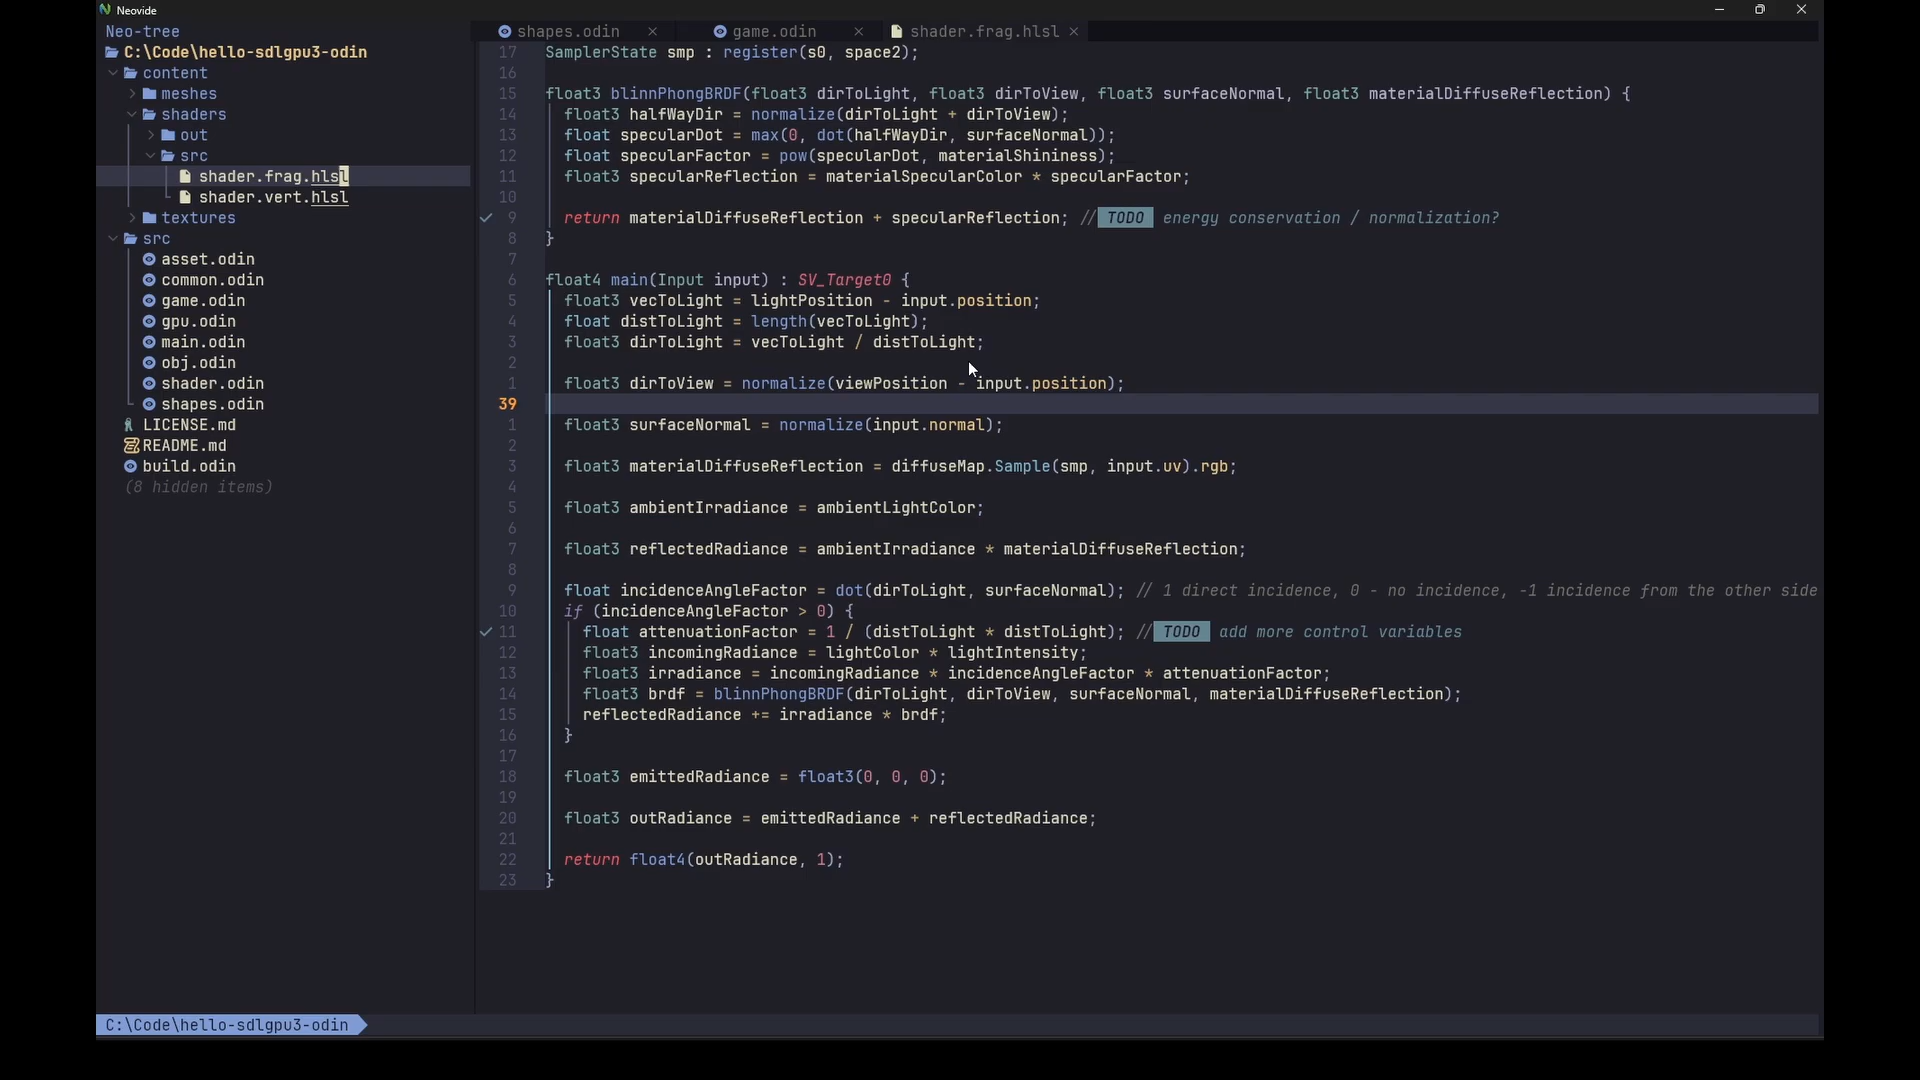 Neovide
Neo-tree
C:\Code\hello-sdlgpu3-odin
content
meshes
shaders
out
src
shader.frag.hlsl
shader.vert.hlsl
textures
src
asset.odin
common.odin
game.odin
gpu.odin
main.odin
obj.odin
shader.odin
shapes.odin
LICENSE.md
README.md
build.odin
(8 hidden items)
shapes.odin game.odin shader.frag.hlsl
17 SamplerState smp : register(s0, space2);
16
15 float3 blinnPhongBRDF(float3 dirToLight, float3 dirToView, float3 surfaceNormal, float3 materialDiffuseReflection) {
14 float3 halfWayDir = normalize(dirToLight + dirToView);
13 float specularDot = max(0, dot(halfWayDir, surfaceNormal));
12 float specularFactor = pow(specularDot, materialShininess);
11 float3 specularReflection = materialSpecularColor * specularFactor;
10
9 return materialDiffuseReflection + specularReflection; // TODO energy conservation / normalization?
8 }
7
6 float4 main(Input input) : SV_Target0 {
5 float3 vecToLight = lightPosition - input.position;
4 float distToLight = length(vecToLight);
3 float3 dirToLight = vecToLight / distToLight;
2
1 float3 dirToView = normalize(viewPosition - input.position);
39
1 float3 surfaceNormal = normalize(input.normal);
2
3 float3 materialDiffuseReflection = diffuseMap.Sample(smp, input.uv).rgb;
4
5 float3 ambientIrradiance = ambientLightColor;
6
7 float3 reflectedRadiance = ambientIrradiance * materialDiffuseReflection;
8
9 float incidenceAngleFactor = dot(dirToLight, surfaceNormal); // 1 direct incidence, 0 - no incidence, -1 incidence from the other side
10 if (incidenceAngleFactor > 0) {
11 float attenuationFactor = 1 / (distToLight * distToLight); // TODO add more control variables
12 float3 incomingRadiance = lightColor * lightIntensity;
13 float3 irradiance = incomingRadiance * incidenceAngleFactor * attenuationFactor;
14 float3 brdf = blinnPhongBRDF(dirToLight, dirToView, surfaceNormal, materialDiffuseReflection);
15 reflectedRadiance += irradiance * brdf;
16 }
17
18 float3 emittedRadiance = float3(0, 0, 0);
19
20 float3 outRadiance = emittedRadiance + reflectedRadiance;
21
22 return float4(outRadiance, 1);
23 }
C:\Code\hello-sdlgpu3-odin